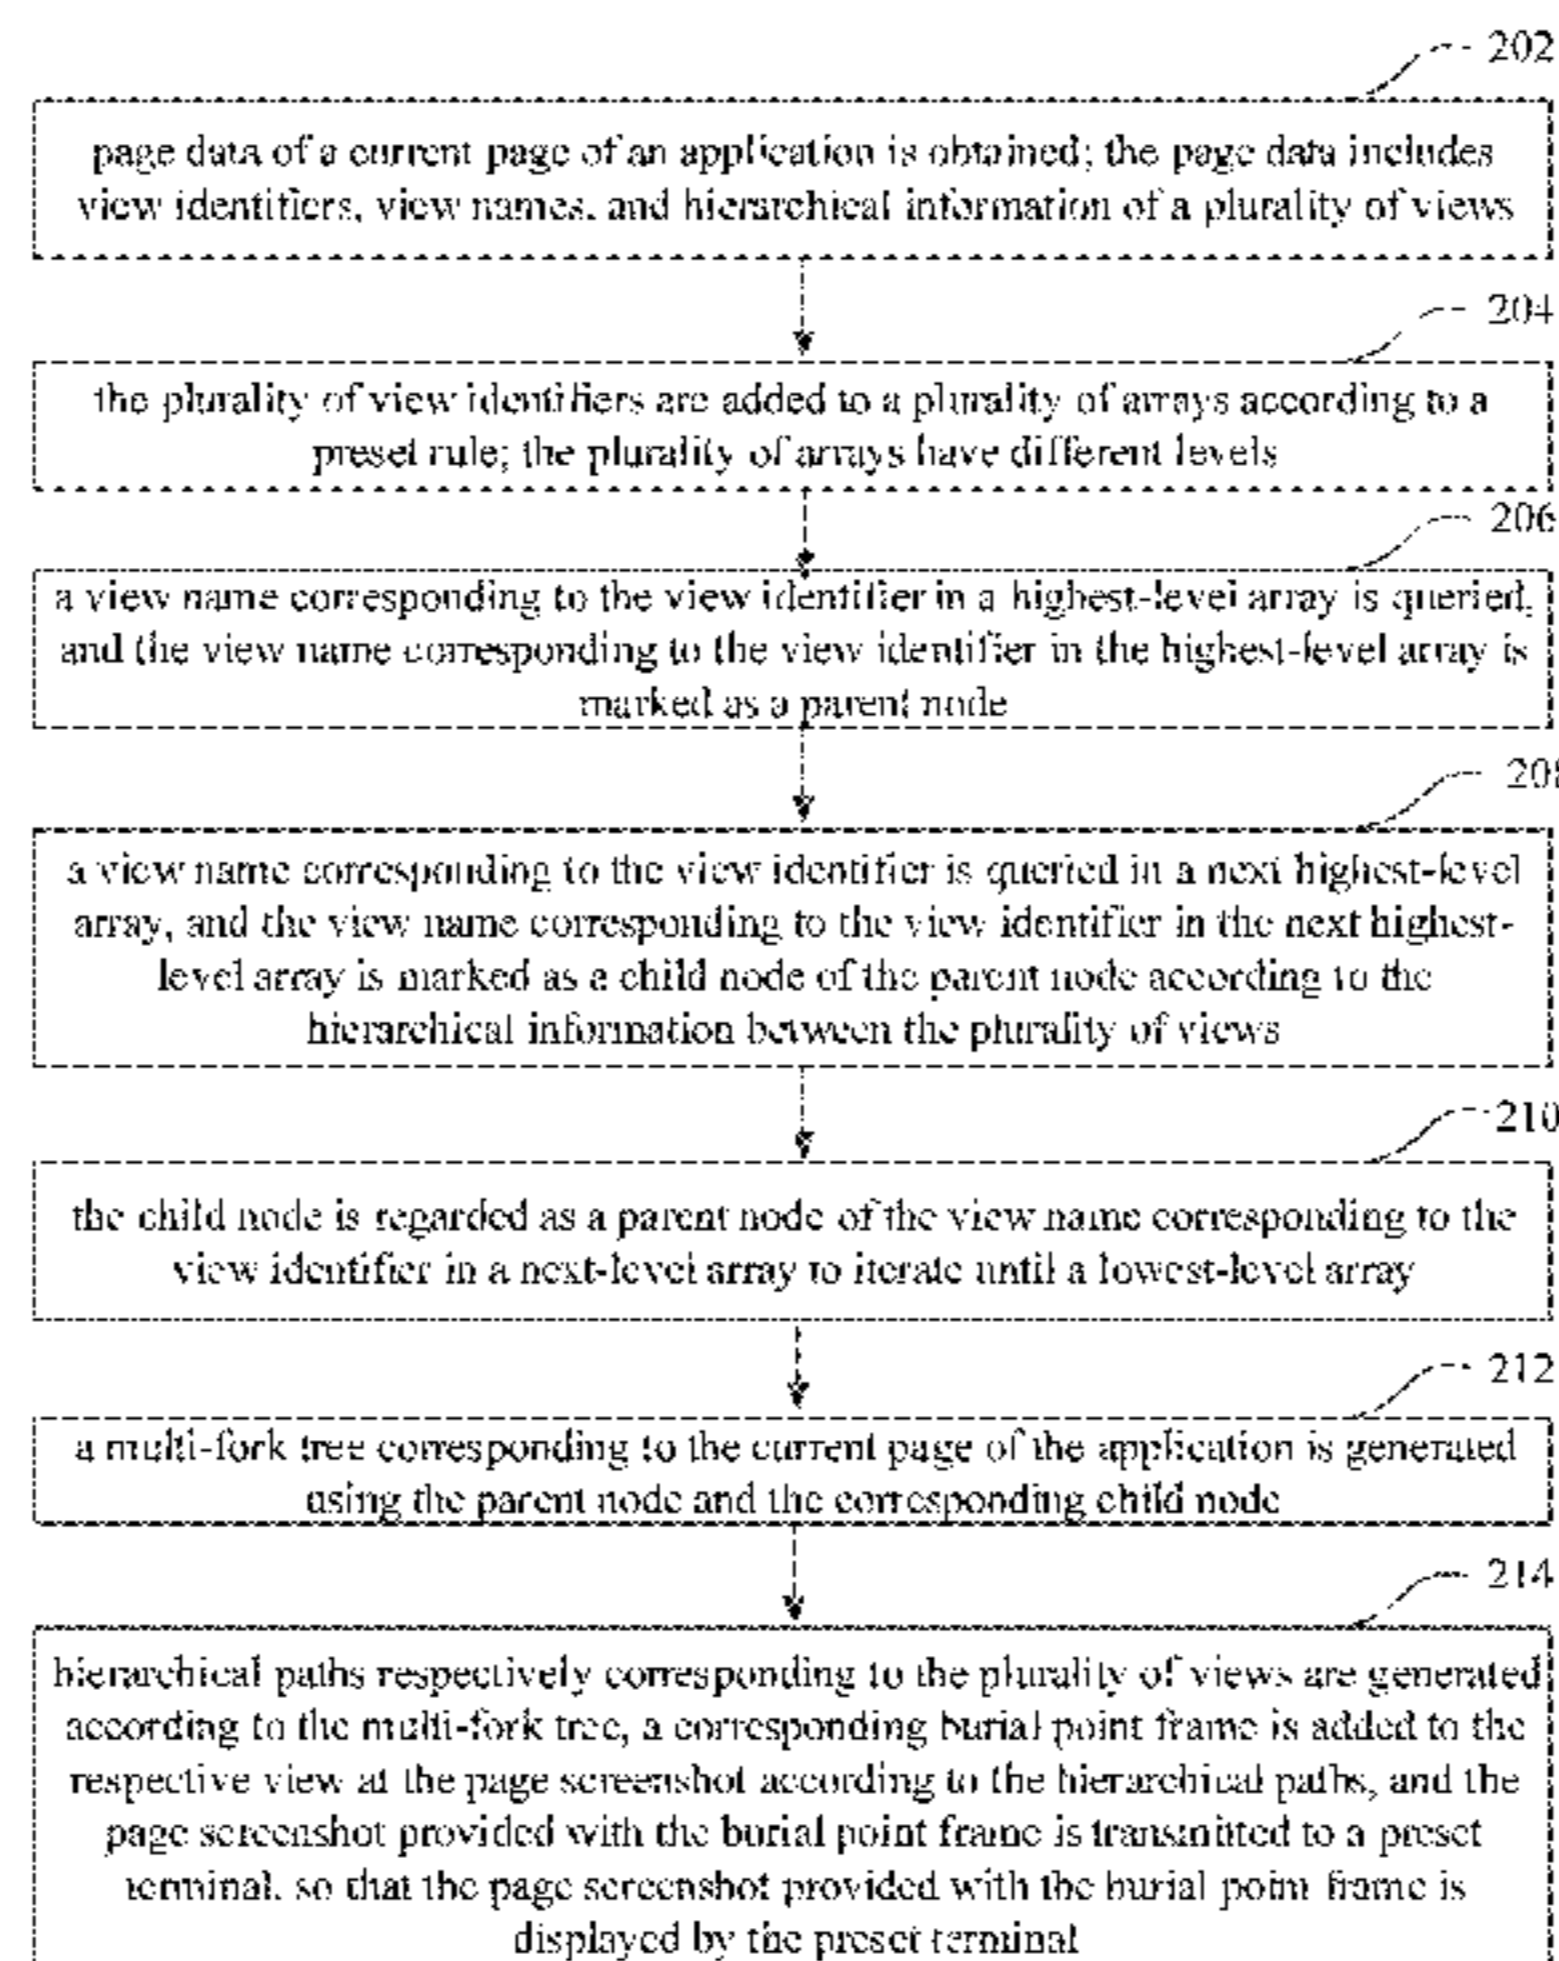 202
page data of a current page of an application is obtained; the page data includes
view identifiers, view names, and hierarchical information of a plurality of views
204
the plurality of view identifiers are added to a plurality of arrays according to a
preset rule; the plurality of arrays have different levels
206
a view name corresponding to the view identifier in a highest-level array is queried,
and the view name corresponding to the view identifier in the highest-level array is
marked as a parent node
208
a view name corresponding to the view identifier is queried in a next highest-level
array, and the view name corresponding to the view identifier in the next highest-
level array is marked as a child node of the parent node according to the
hierarchical information between the plurality of views
210
the child node is regarded as a parent node of the view name corresponding to the
view identifier in a next-level array to iterate until a lowest-level array
212
a multi-fork tree corresponding to the current page of the application is generated
using the parent node and the corresponding child node
214
hierarchical paths respectively corresponding to the plurality of views are generated
according to the multi-fork tree, a corresponding burial point frame is added to the
respective view at the page screenshot according to the hierarchical paths, and the
page screenshot provided with the burial point frame is transmitted to a preset
terminal, so that the page screenshot provided with the burial point frame is
displayed by the preset terminal